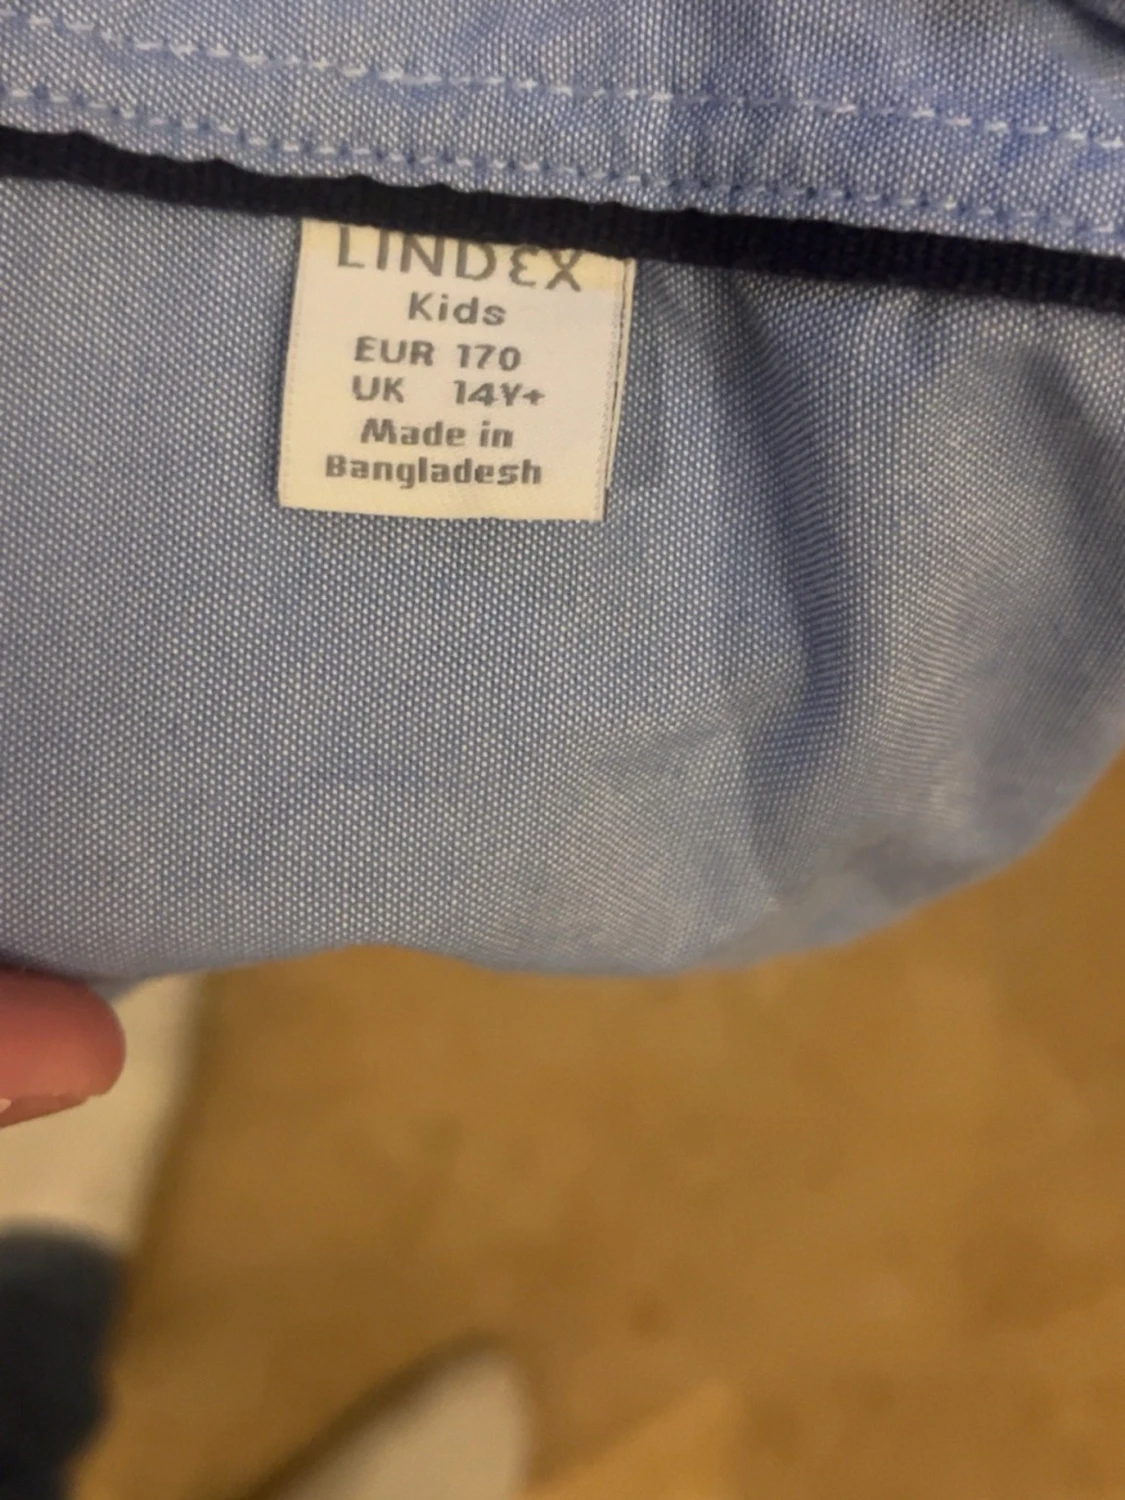 LINDEX
Kids
EUR 170
UK 14Y+
Made in
Bangladesh